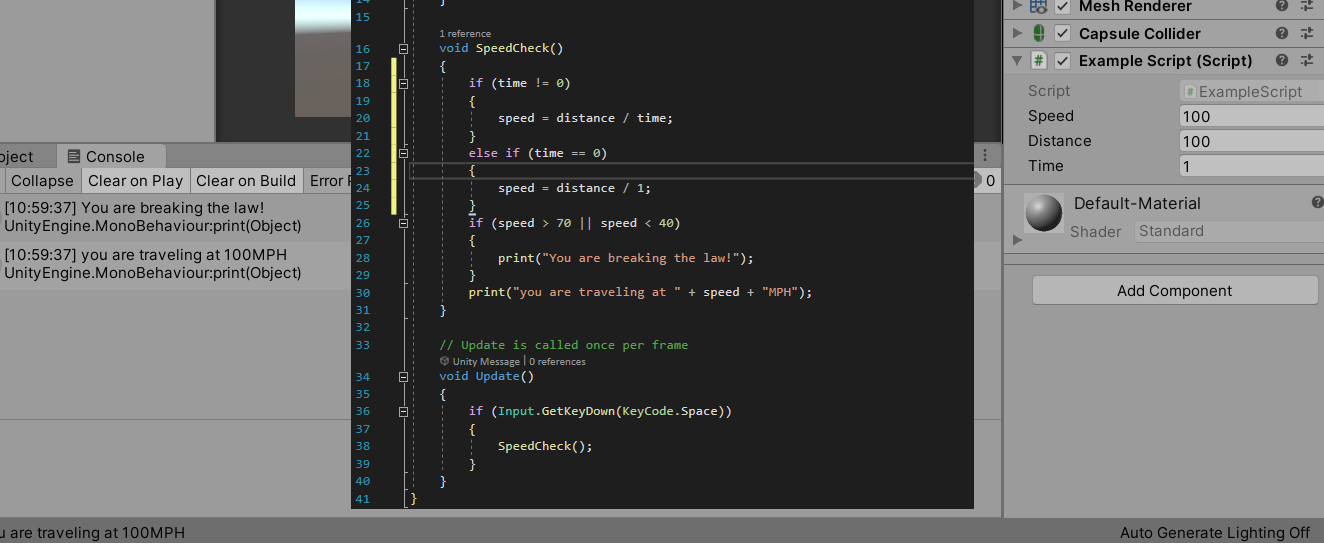 14
}
15
1 reference
16 void SpeedCheck()
17 {
18 if (time != 0)
19 {
20 speed = distance / time;
21 }
22 else if (time == 0)
23 {
24 speed = distance / 1;
25 }
26 if (speed > 70 || speed < 40)
27 {
28 print("You are breaking the law!");
29 }
30 print("you are traveling at " + speed + "MPH");
31 }
32
33 // Update is called once per frame
Unity Message | 0 references
34 void Update()
35 {
36 if (Input.GetKeyDown(KeyCode.Space))
37 {
38 SpeedCheck();
39 }
40 }
41 }
oject Console
Collapse Clear on Play Clear on Build Error
0
[10:59:37] You are breaking the law!
UnityEngine.MonoBehaviour:print(Object)
[10:59:37] you are traveling at 100MPH
UnityEngine.MonoBehaviour:print(Object)
Mesh Renderer
Capsule Collider
# Example Script (Script)
Script # ExampleScript
Speed 100
Distance 100
Time 1
Default-Material
Shader Standard
Add Component
u are traveling at 100MPH
Auto Generate Lighting Off